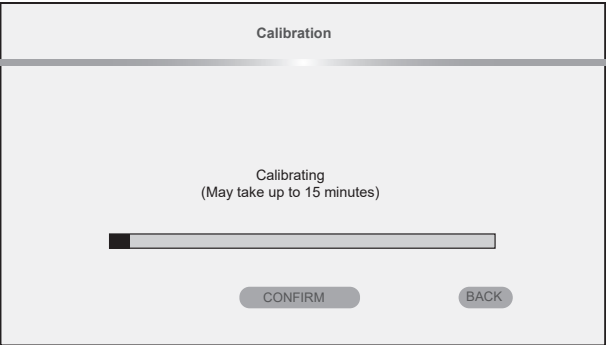 Calibration
Calibrating
(May take up to 15 minutes)
CONFIRM
BACK